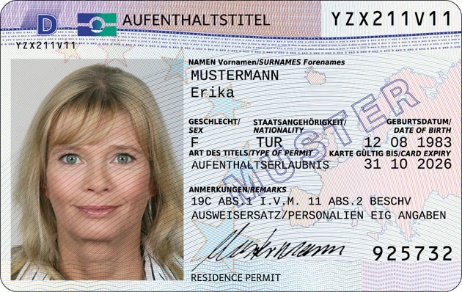 D AUFENTHALTSTITEL YZX211V11
YZX211V11
NAMEN Vornamen/SURNAMES Forenames
MUSTERMANN
Erika
GESCHLECHT/ STAATSANGEHÖRIGKEIT/ GEBURTSDATUM/
SEX NATIONALITY DATE OF BIRTH
F TUR 12 08 1983
ART DES TITELS/TYPE OF PERMIT KARTE GÜLTIG BIS/CARD EXPIRY
AUFENTHALTSERLAUBNIS 31 10 2026
ANMERKUNGEN/REMARKS
19C ABS.1 I.V.M. 11 ABS.2 BESCHV
AUSWEISERSATZ/PERSONALIEN EIG ANGABEN
Mustermann
925732
RESIDENCE PERMIT
MUSTER